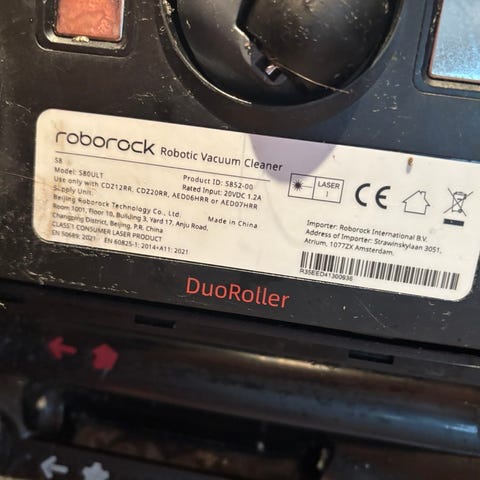 roborock Robotic Vacuum Cleaner
S8
Model: S80ULT Product ID: S852-00
Use only with CDZ12RR, CDZ20RR, AED06HRR or AED07HRR
Rated Input: 20VDC 1.2A
Supply Unit.
Beijing Roborock Technology Co., Ltd.
Room 1001, floor 10, Building 3, Yard 17, Anju Road,
Changping District, Beijing, P.R. China
Made in China
CLASS1 CONSUMER LASER PRODUCT
EN 50689: 2021 EN 60825-1: 2014+A11: 2021
LASER
1
CE
Importer: Roborock International B.V.
Address of Importer: Strawinskylaan 3051,
Atrium, 1077ZX Amsterdam.
R35EED41300936
DuoRoller